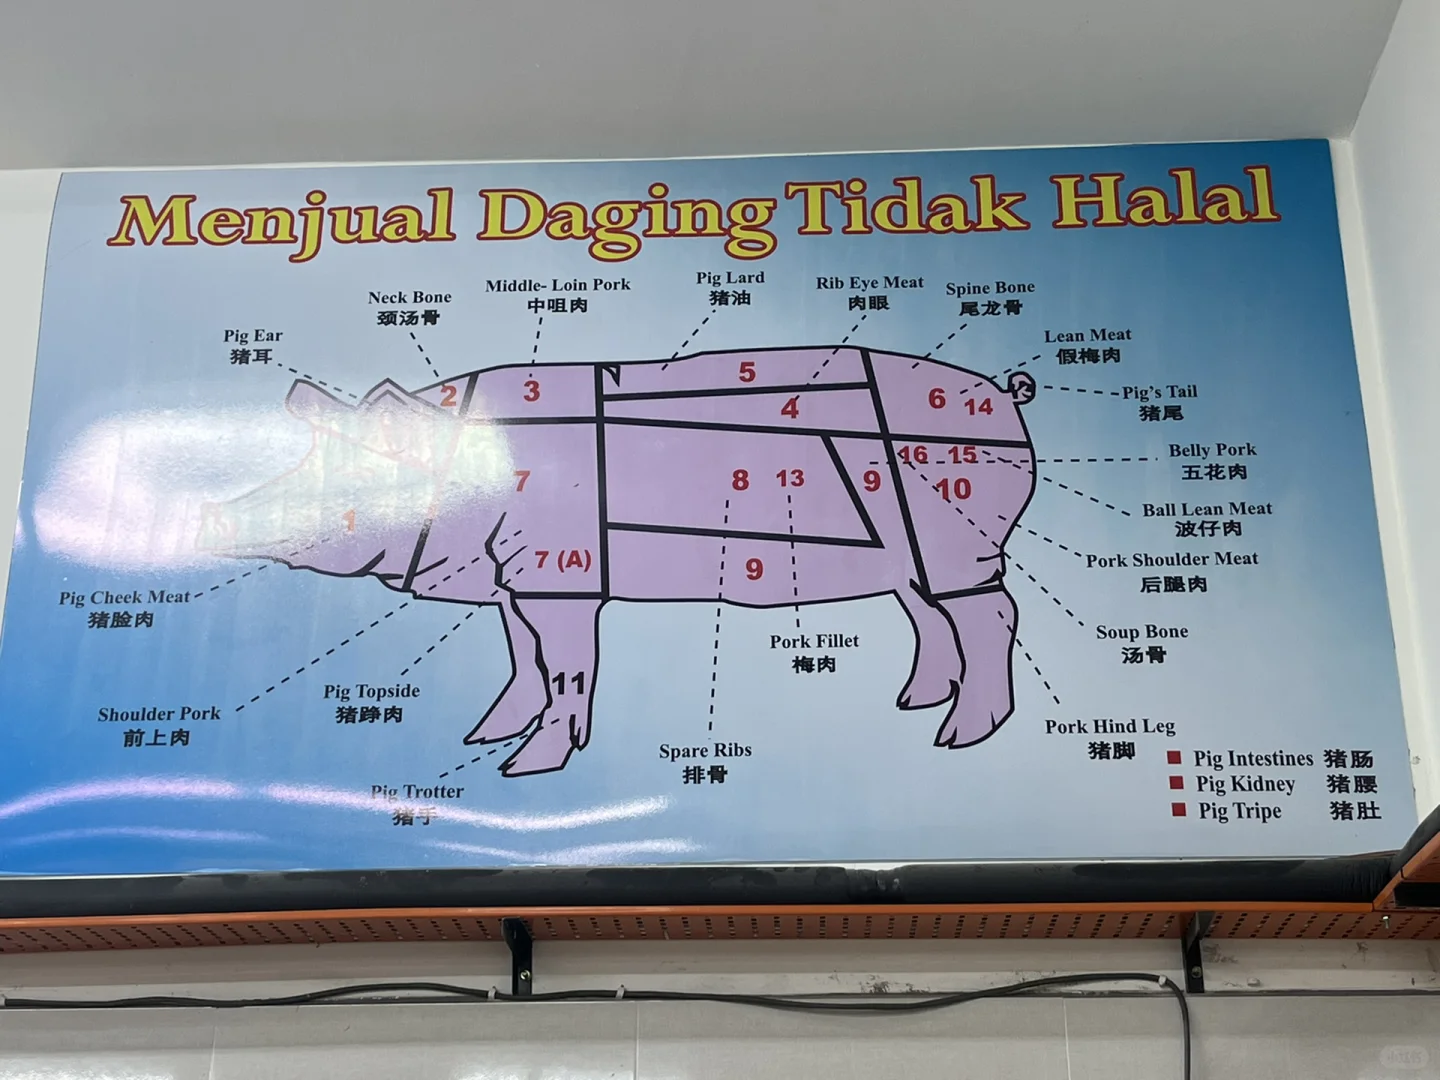 Menjual Daging Tidak Halal
Pig Ear
猪耳
Neck Bone
颈汤骨
Middle- Loin Pork
中咀肉
Pig Lard
猪油
Rib Eye Meat
肉眼
Spine Bone
尾龙骨
Lean Meat
假梅肉
Pig's Tail
猪尾
Belly Pork
五花肉
Ball Lean Meat
波仔肉
Pork Shoulder Meat
后腿肉
Soup Bone
汤骨
Pork Hind Leg
猪脚
Pork Fillet
梅肉
Spare Ribs
排骨
Pig Trotter
猪手
Pig Topside
猪踭肉
Shoulder Pork
前上肉
Pig Cheek Meat
猪脸肉
1
2
3
5
4
6
14
7
7 (A)
8
13
9
9
16
15
10
11
Pig Intestines 猪肠
Pig Kidney 猪腰
Pig Tripe 猪肚
小红书